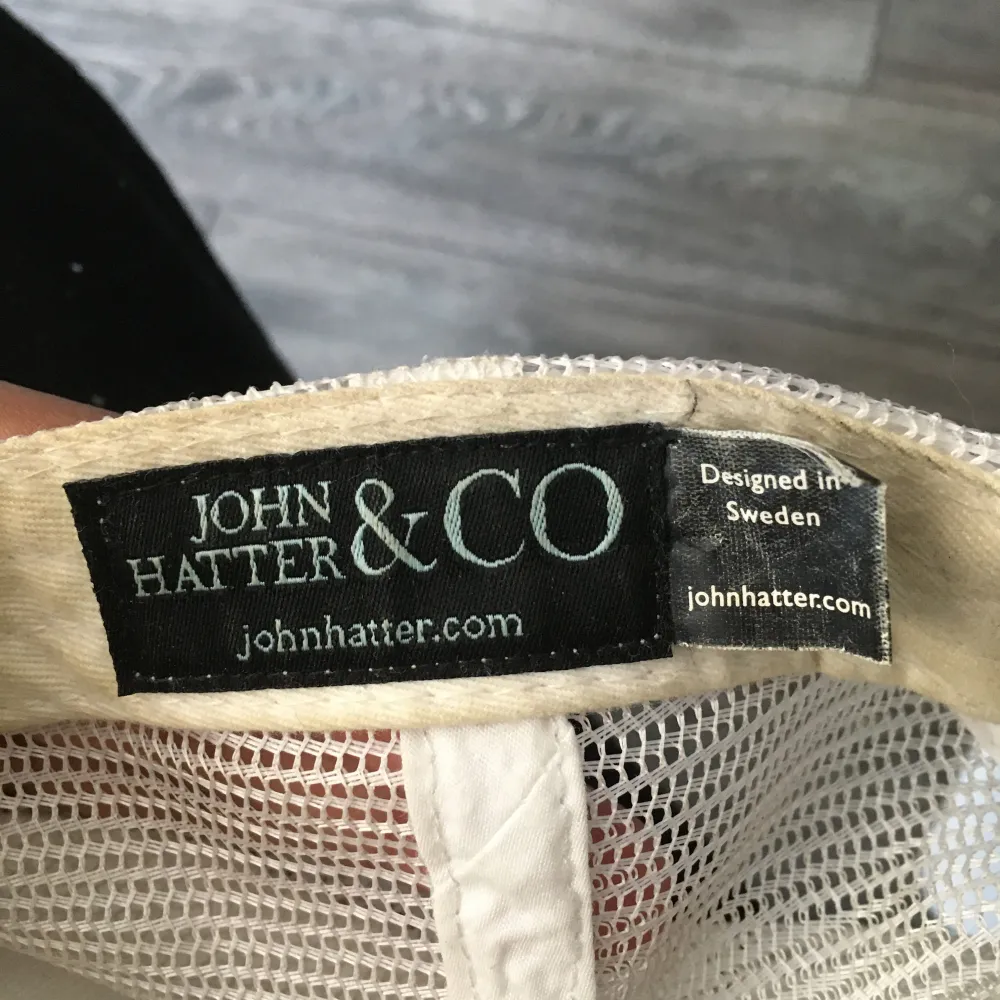 JOHN
HATTER & CO
johnhatter.com
Designed in
Sweden
johnhatter.com